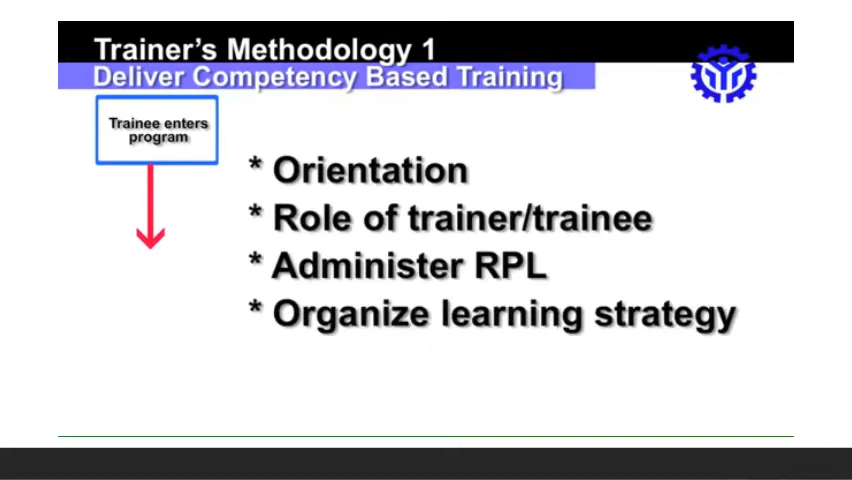 Trainer's Methodology 1
Deliver Competency Based Training
Trainee enters
program
* Orientation
* Role of trainer/trainee
* Administer RPL
* Organize learning strategy